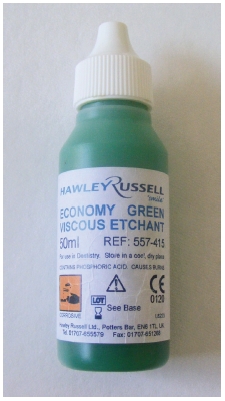 HAWLEY RUSSELL
ECONOMY GREEN
VISCOUS ETCHANT
50ml REF: 557-415
For use in Dentistry. Store in a cool, dry place
CONTAINS PHOSPHORIC ACID. CAUSES BURNS
CE
0120
LOT See Base
CORROSIVE
Hawley Russell Ltd., Potters Bar, EN6 1TL UK
Tel: 01707-655579 Fax: 01707-651265